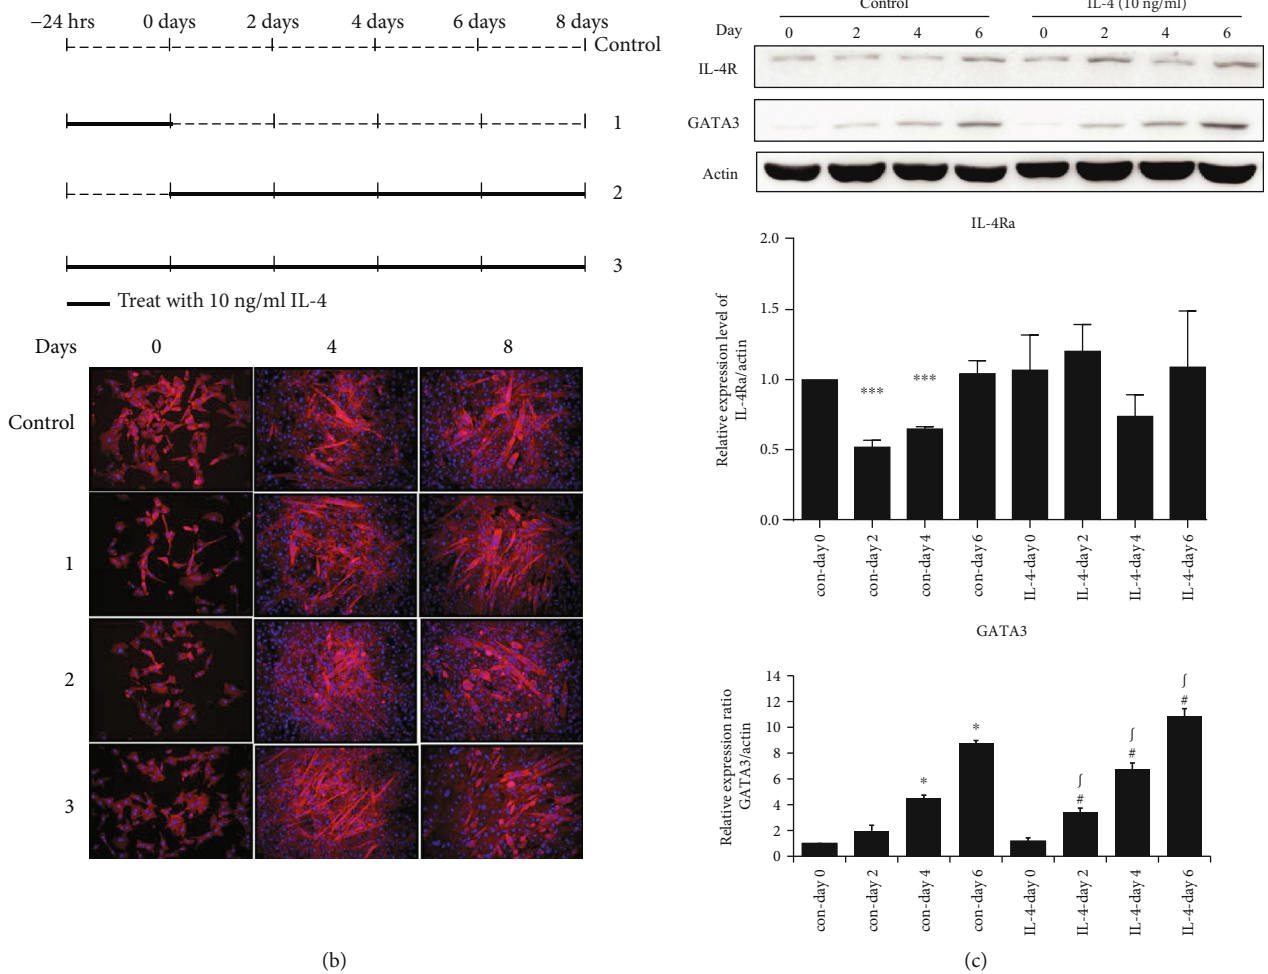 −24 hrs 0 days 2 days 4 days 6 days 8 days
Control
1
2
3
Treat with 10 ng/ml IL-4
Days 0 4 8
Control
1
2
3
(b)
Control IL-4 (10 ng/ml)
Day 0 2 4 6 0 2 4 6
IL-4R
GATA3
Actin
IL-4Ra
Relative expression level of
IL-4Ra/actin
2.0
1.5
1.0
0.5
0.0
*** ***
con-day 0 con-day 2 con-day 4 con-day 6 IL-4-day 0 IL-4-day 2 IL-4-day 4 IL-4-day 6
GATA3
Relative expression ratio
GATA3/actin
14
12
10
8
6
4
2
0
* * ∫ # ∫ # ∫ #
con-day 0 con-day 2 con-day 4 con-day 6 IL-4-day 0 IL-4-day 2 IL-4-day 4 IL-4-day 6
(c)